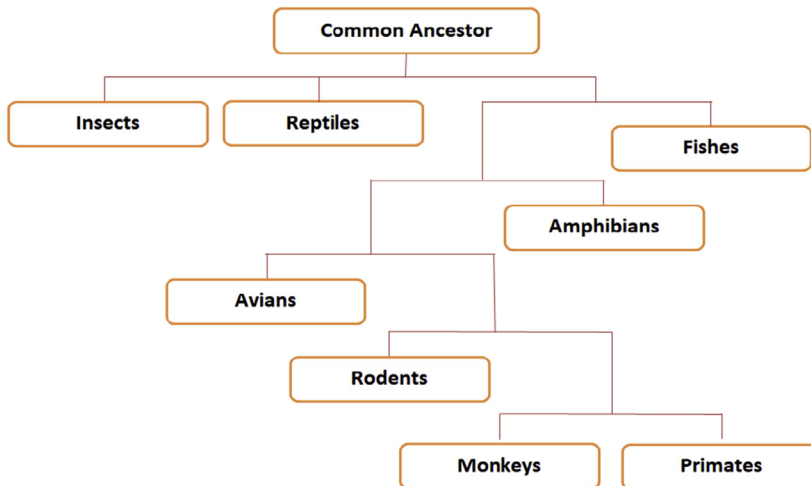 Common Ancestor
Insects
Reptiles
Fishes
Amphibians
Avians
Rodents
Monkeys
Primates